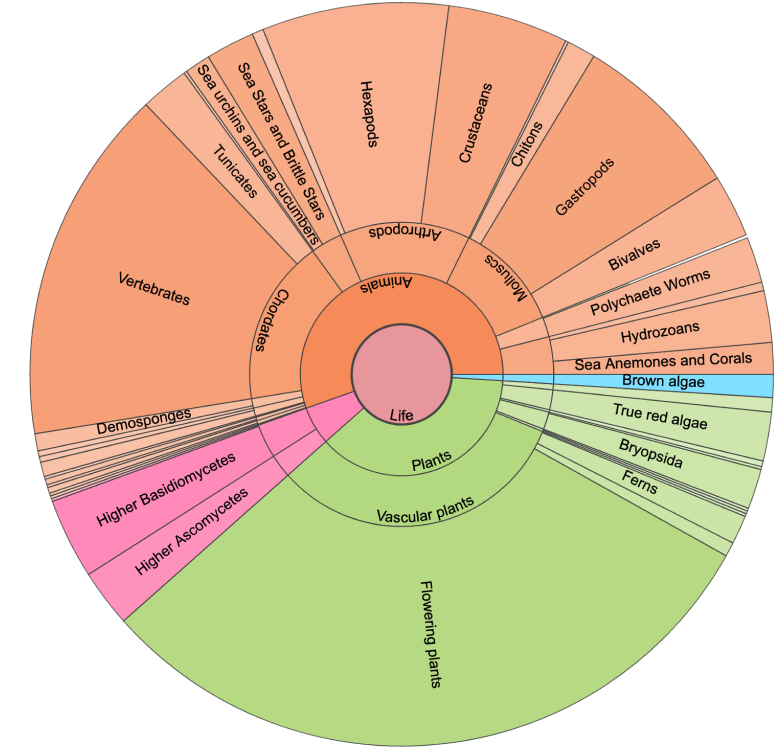 Life
Animals
Plants
Chordates
Arthropods
Molluscs
Vascular plants
Vertebrates
Tunicates
Sea urchins and sea cucumbers
Sea Stars and Brittle Stars
Hexapods
Crustaceans
Chitons
Gastropods
Bivalves
Polychaete Worms
Hydrozoans
Sea Anemones and Corals
Brown algae
True red algae
Bryopsida
Ferns
Flowering plants
Higher Ascomycetes
Higher Basidiomycetes
Demosponges